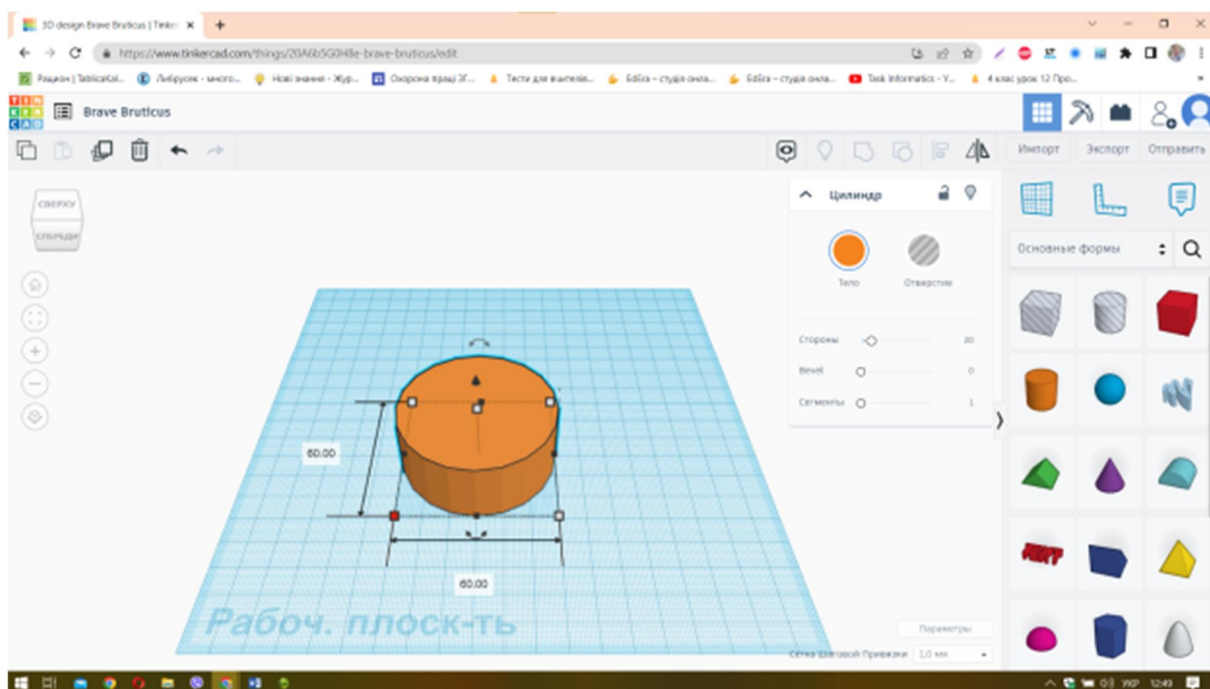 3D design Brave Bruticus | Tinker
https://www.tinkercad.com/things/20A6b5G0H8e-brave-bruticus/edit
Рацион | TablicaKal... Либрусек - много... Нові знання - Жур... Охорона праці ЗГ... Тести для вчителів... EdEra – студія онла... EdEra – студія онла... Task Informatics - Y... 4 клас урок 12 Про...
TIN
KER
CAD
Brave Bruticus
Импорт Экспорт Отправить
СВЕРХУ
СПЕРЕДИ
Цилиндр
Тело Отверстие
Основные формы
Стороны 20
Bevel 0
Сегменты 1
60.00
60.00
Рабоч. плоск-ть
Параметры
Сетка Шаговой Привязки 1,0 мм
УКР 12:49